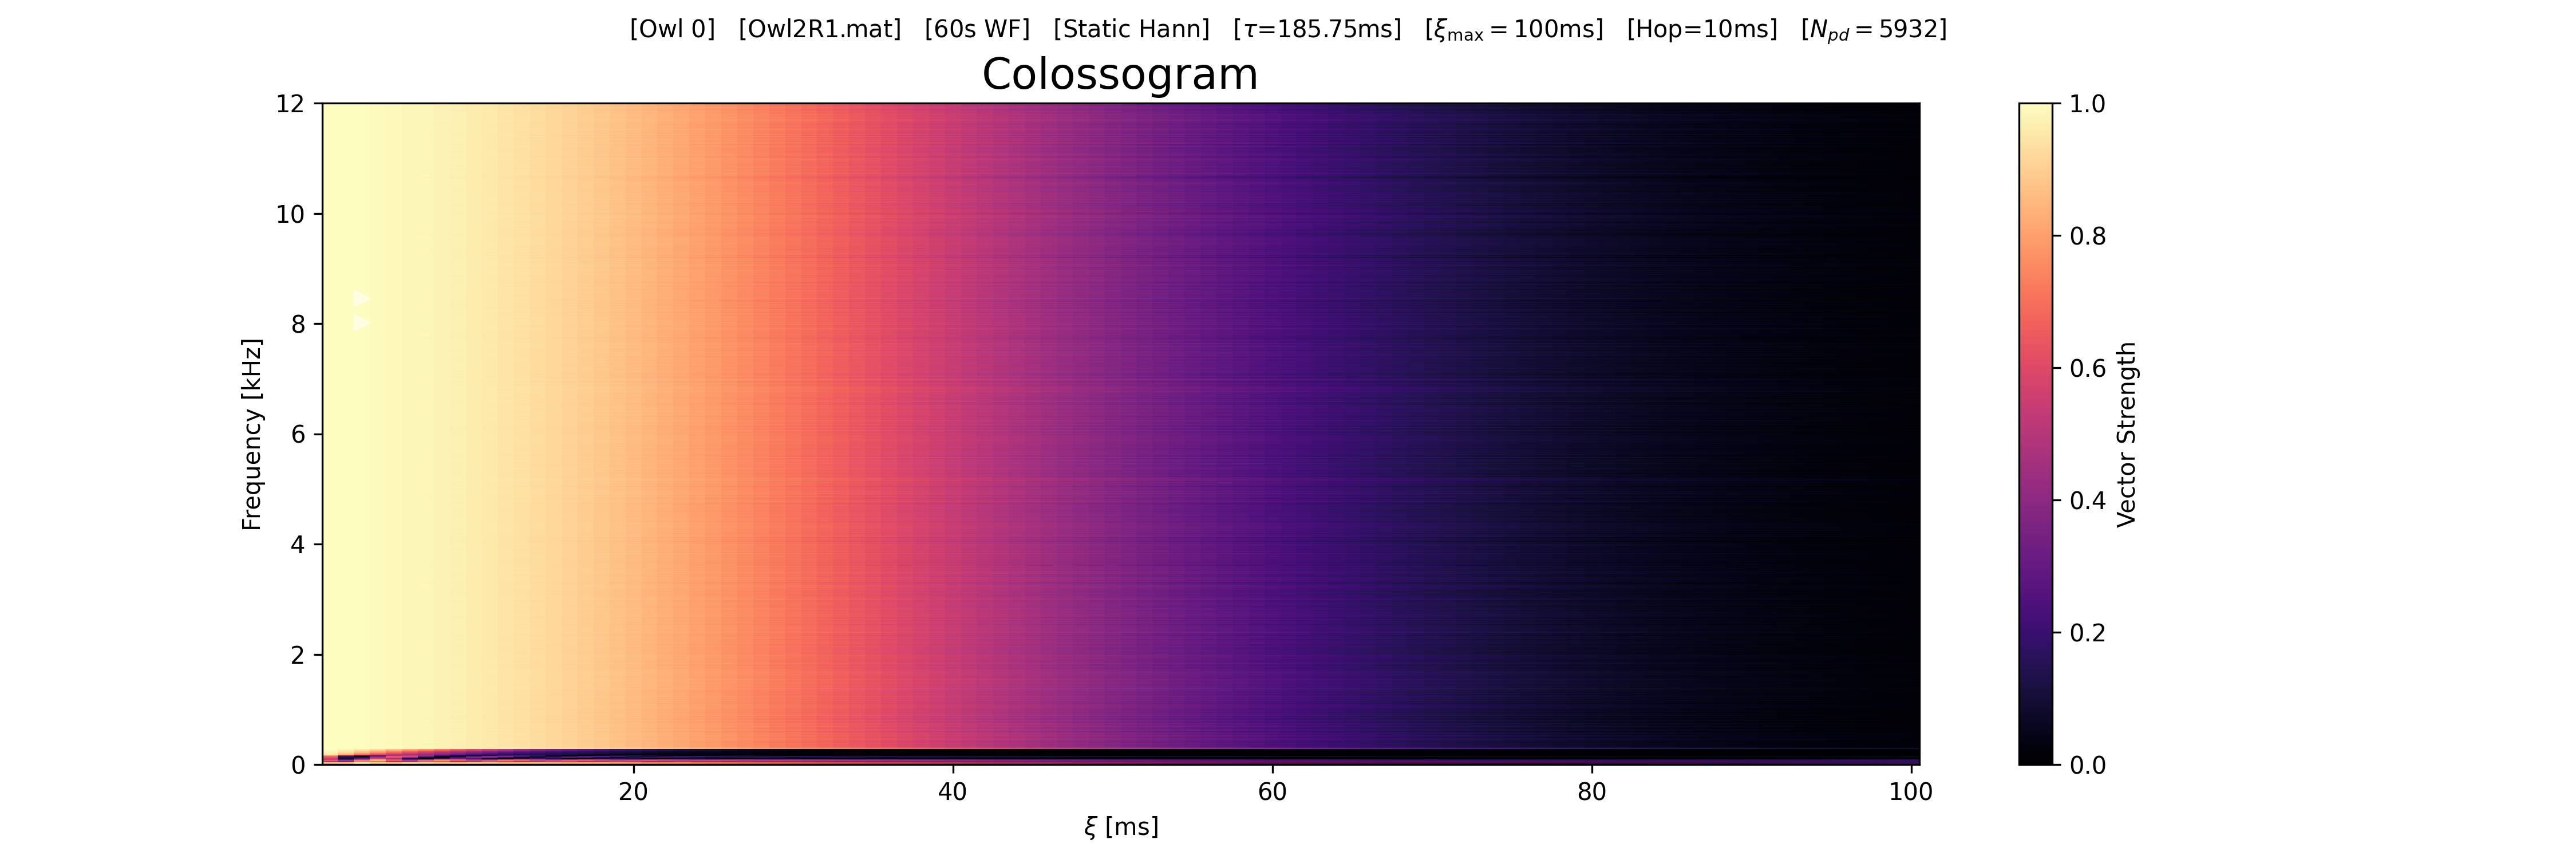 [Owl 0] [Owl2R1.mat] [60s WF] [Static Hann] [τ=185.75ms] [ξmax = 100ms] [Hop=10ms] [Npd = 5932]
Colossogram
12
10
8
6
4
2
0
Frequency [kHz]
20 40 60 80 100
ξ [ms]
1.0
0.8
0.6
0.4
0.2
0.0
Vector Strength